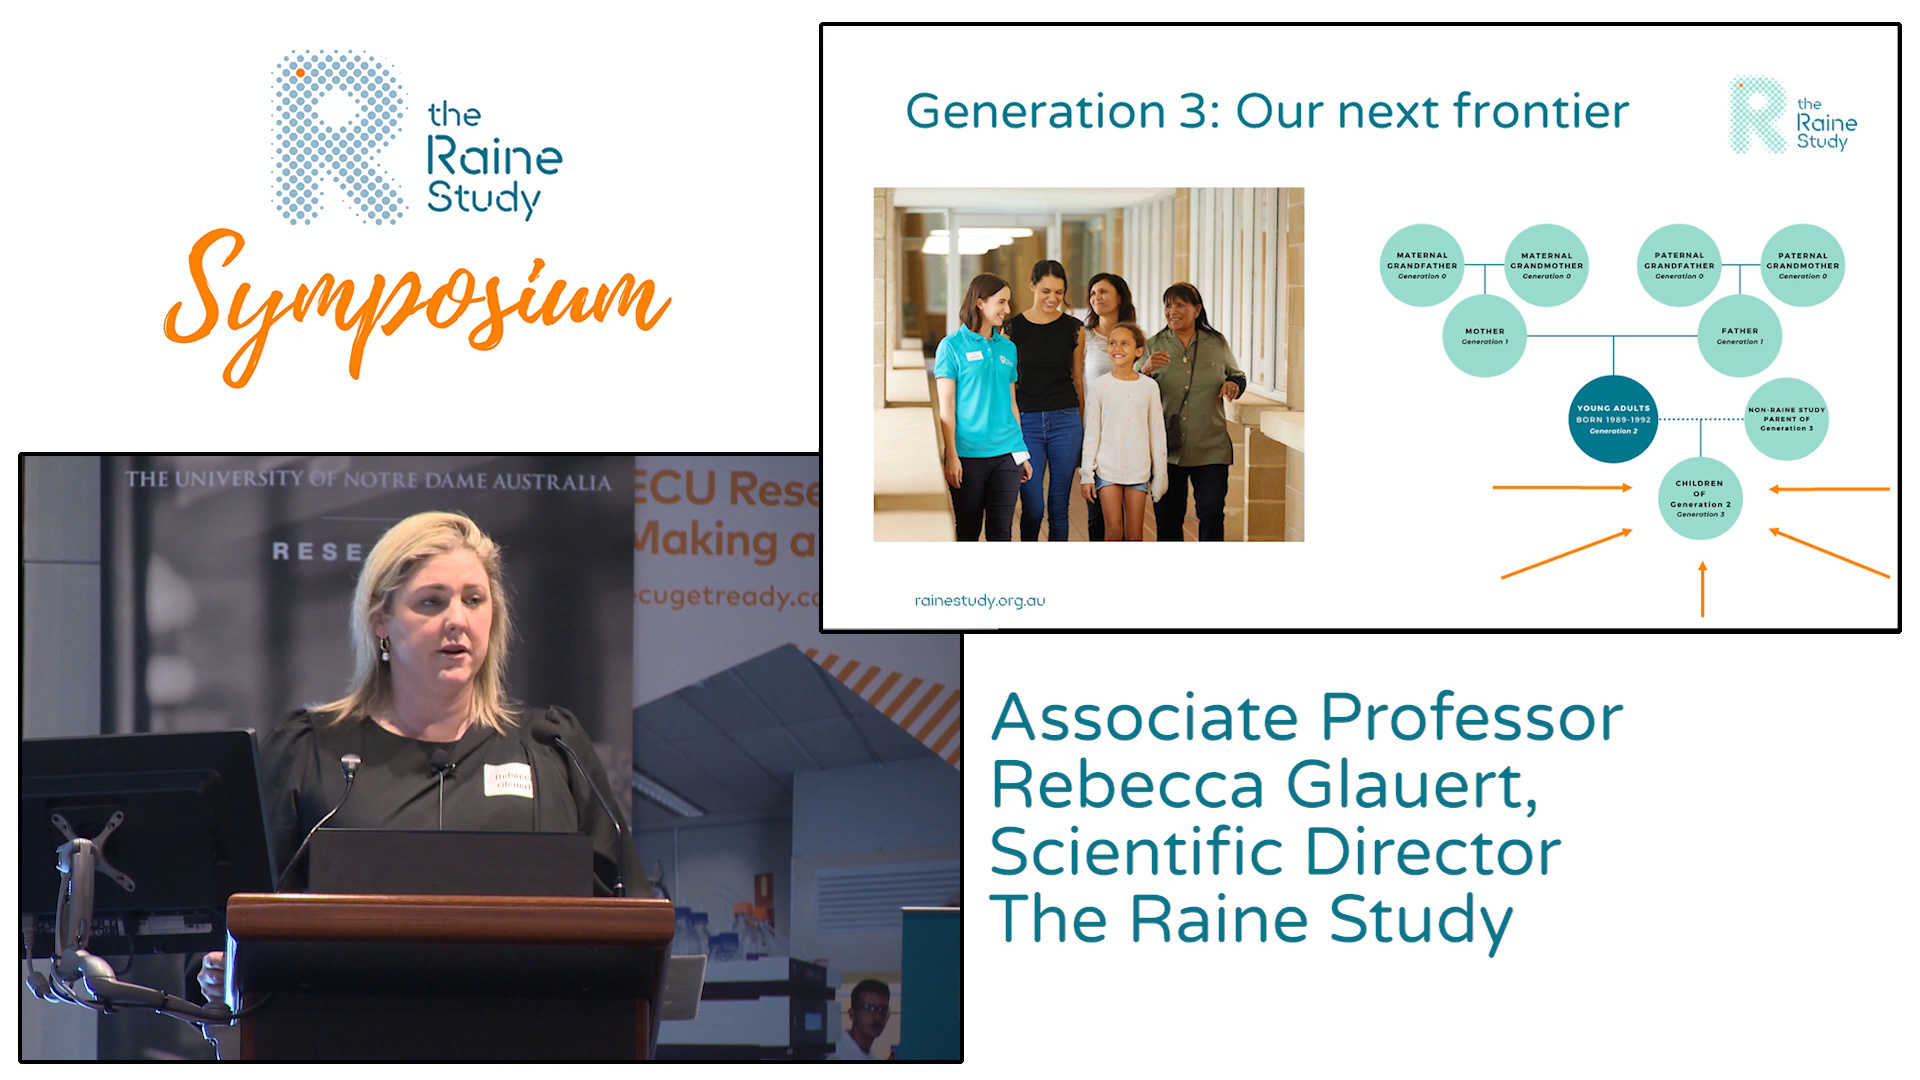 the
Raine
Study
Symposium
Generation 3: Our next frontier
the
Raine
Study
MATERNAL
GRANDFATHER
Generation 0
MATERNAL
GRANDMOTHER
Generation 0
PATERNAL
GRANDFATHER
Generation 0
PATERNAL
GRANDMOTHER
Generation 0
MOTHER
Generation 1
FATHER
Generation 1
YOUNG ADULTS
BORN 1989-1992
Generation 2
NON-RAINE STUDY
PARENT OF
Generation 3
CHILDREN
OF
Generation 2
Generation 3
rainestudy.org.au
THE UNIVERSITY OF NOTRE DAME AUSTRALIA
RESE
ECU Rese
Making a
ecugetready.co
Rebecca
Glauert
Associate Professor
Rebecca Glauert,
Scientific Director
The Raine Study